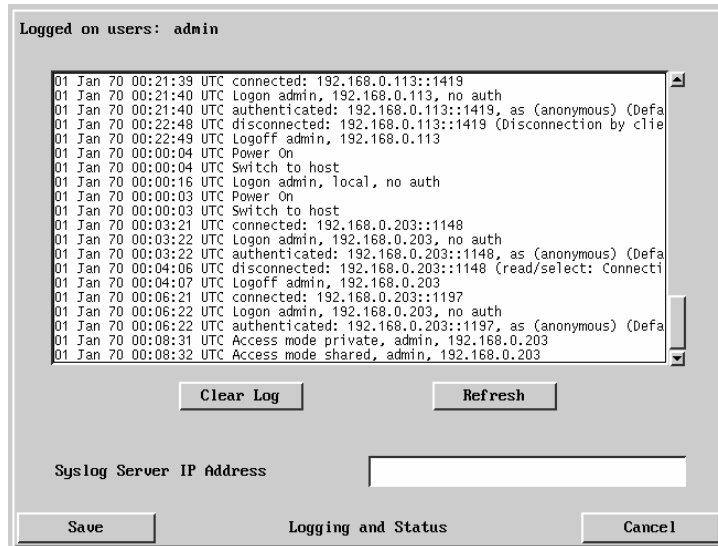 Logged on users: admin
01 Jan 70 00:21:39 UTC connected: 192.168.0.113::1419
01 Jan 70 00:21:40 UTC Logon admin, 192.168.0.113, no auth
01 Jan 70 00:21:40 UTC authenticated: 192.168.0.113::1419, as (anonymous) (Defa
01 Jan 70 00:22:48 UTC disconnected: 192.168.0.113::1419 (Disconnection by clie
01 Jan 70 00:22:49 UTC Logoff admin, 192.168.0.113
01 Jan 70 00:00:04 UTC Power On
01 Jan 70 00:00:04 UTC Switch to host
01 Jan 70 00:00:16 UTC Logon admin, local, no auth
01 Jan 70 00:00:03 UTC Power On
01 Jan 70 00:00:03 UTC Switch to host
01 Jan 70 00:03:21 UTC connected: 192.168.0.203::1148
01 Jan 70 00:03:22 UTC Logon admin, 192.168.0.203, no auth
01 Jan 70 00:03:22 UTC authenticated: 192.168.0.203::1148, as (anonymous) (Defa
01 Jan 70 00:04:06 UTC disconnected: 192.168.0.203::1148 (read/select: Connecti
01 Jan 70 00:04:07 UTC Logoff admin, 192.168.0.203
01 Jan 70 00:06:21 UTC connected: 192.168.0.203::1197
01 Jan 70 00:06:22 UTC Logon admin, 192.168.0.203, no auth
01 Jan 70 00:06:22 UTC authenticated: 192.168.0.203::1197, as (anonymous) (Defa
01 Jan 70 00:08:31 UTC Access mode private, admin, 192.168.0.203
01 Jan 70 00:08:32 UTC Access mode shared, admin, 192.168.0.203
Clear Log Refresh
Syslog Server IP Address
Save Logging and Status Cancel